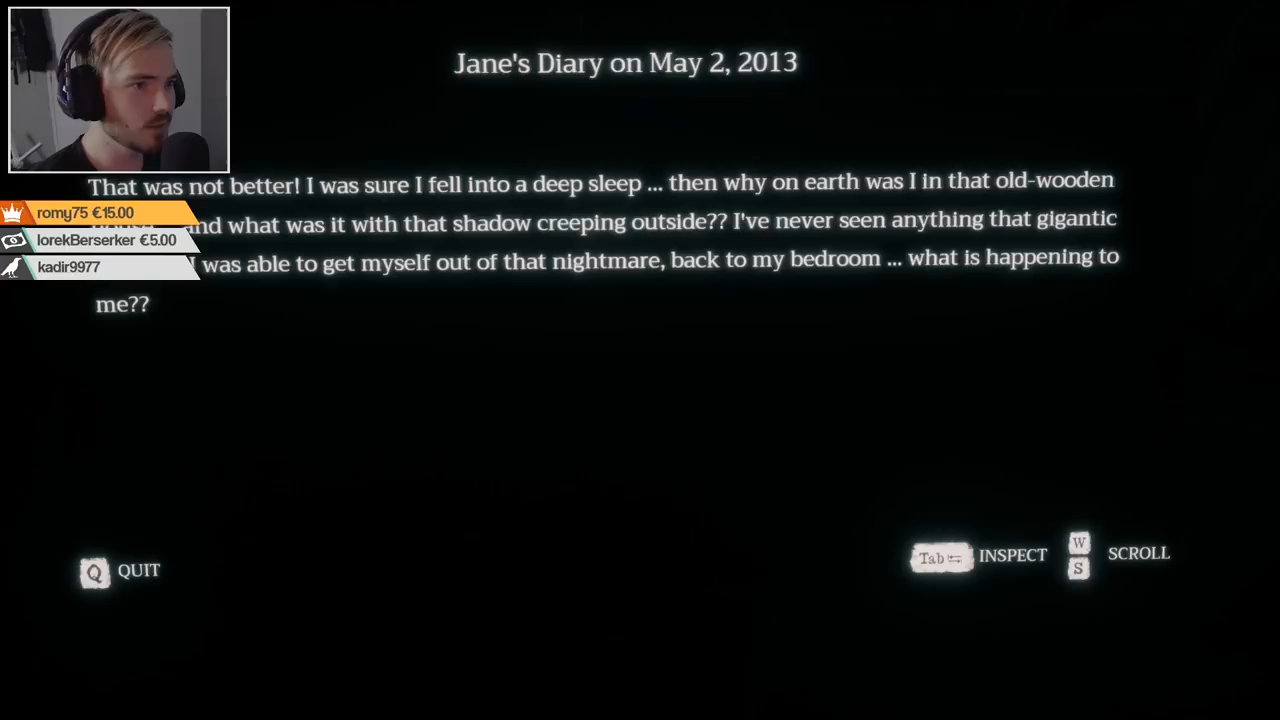 Jane's Diary on May 2, 2013
That was not better! I was sure I fell into a deep sleep ... then why on earth was I in that old-wooden
and what was it with that shadow creeping outside?? I've never seen anything that gigantic
I was able to get myself out of that nightmare, back to my bedroom ... what is happening to
me??
romy75 €15.00
lorekBerserker €5.00
kadir9977
Q QUIT
Tab INSPECT W S SCROLL